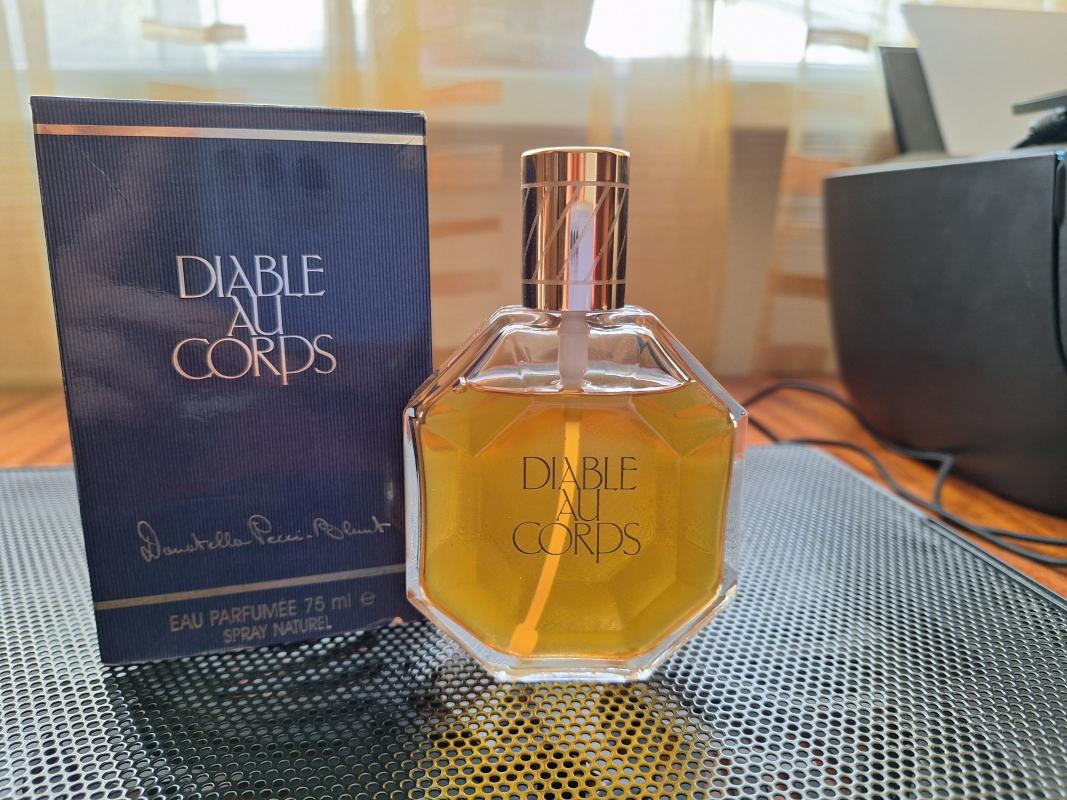 DIABLE
AU
CORPS
Donatella Pecci-Blunt
EAU PARFUMÉE 75 ml ℮
SPRAY NATUREL
DIABLE
AU
CORPS